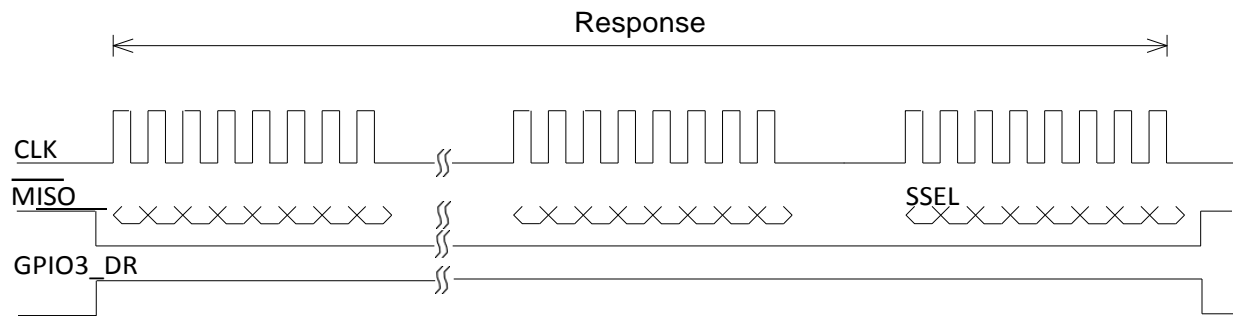 Response
CLK
MISO
SSEL
GPIO3_DR